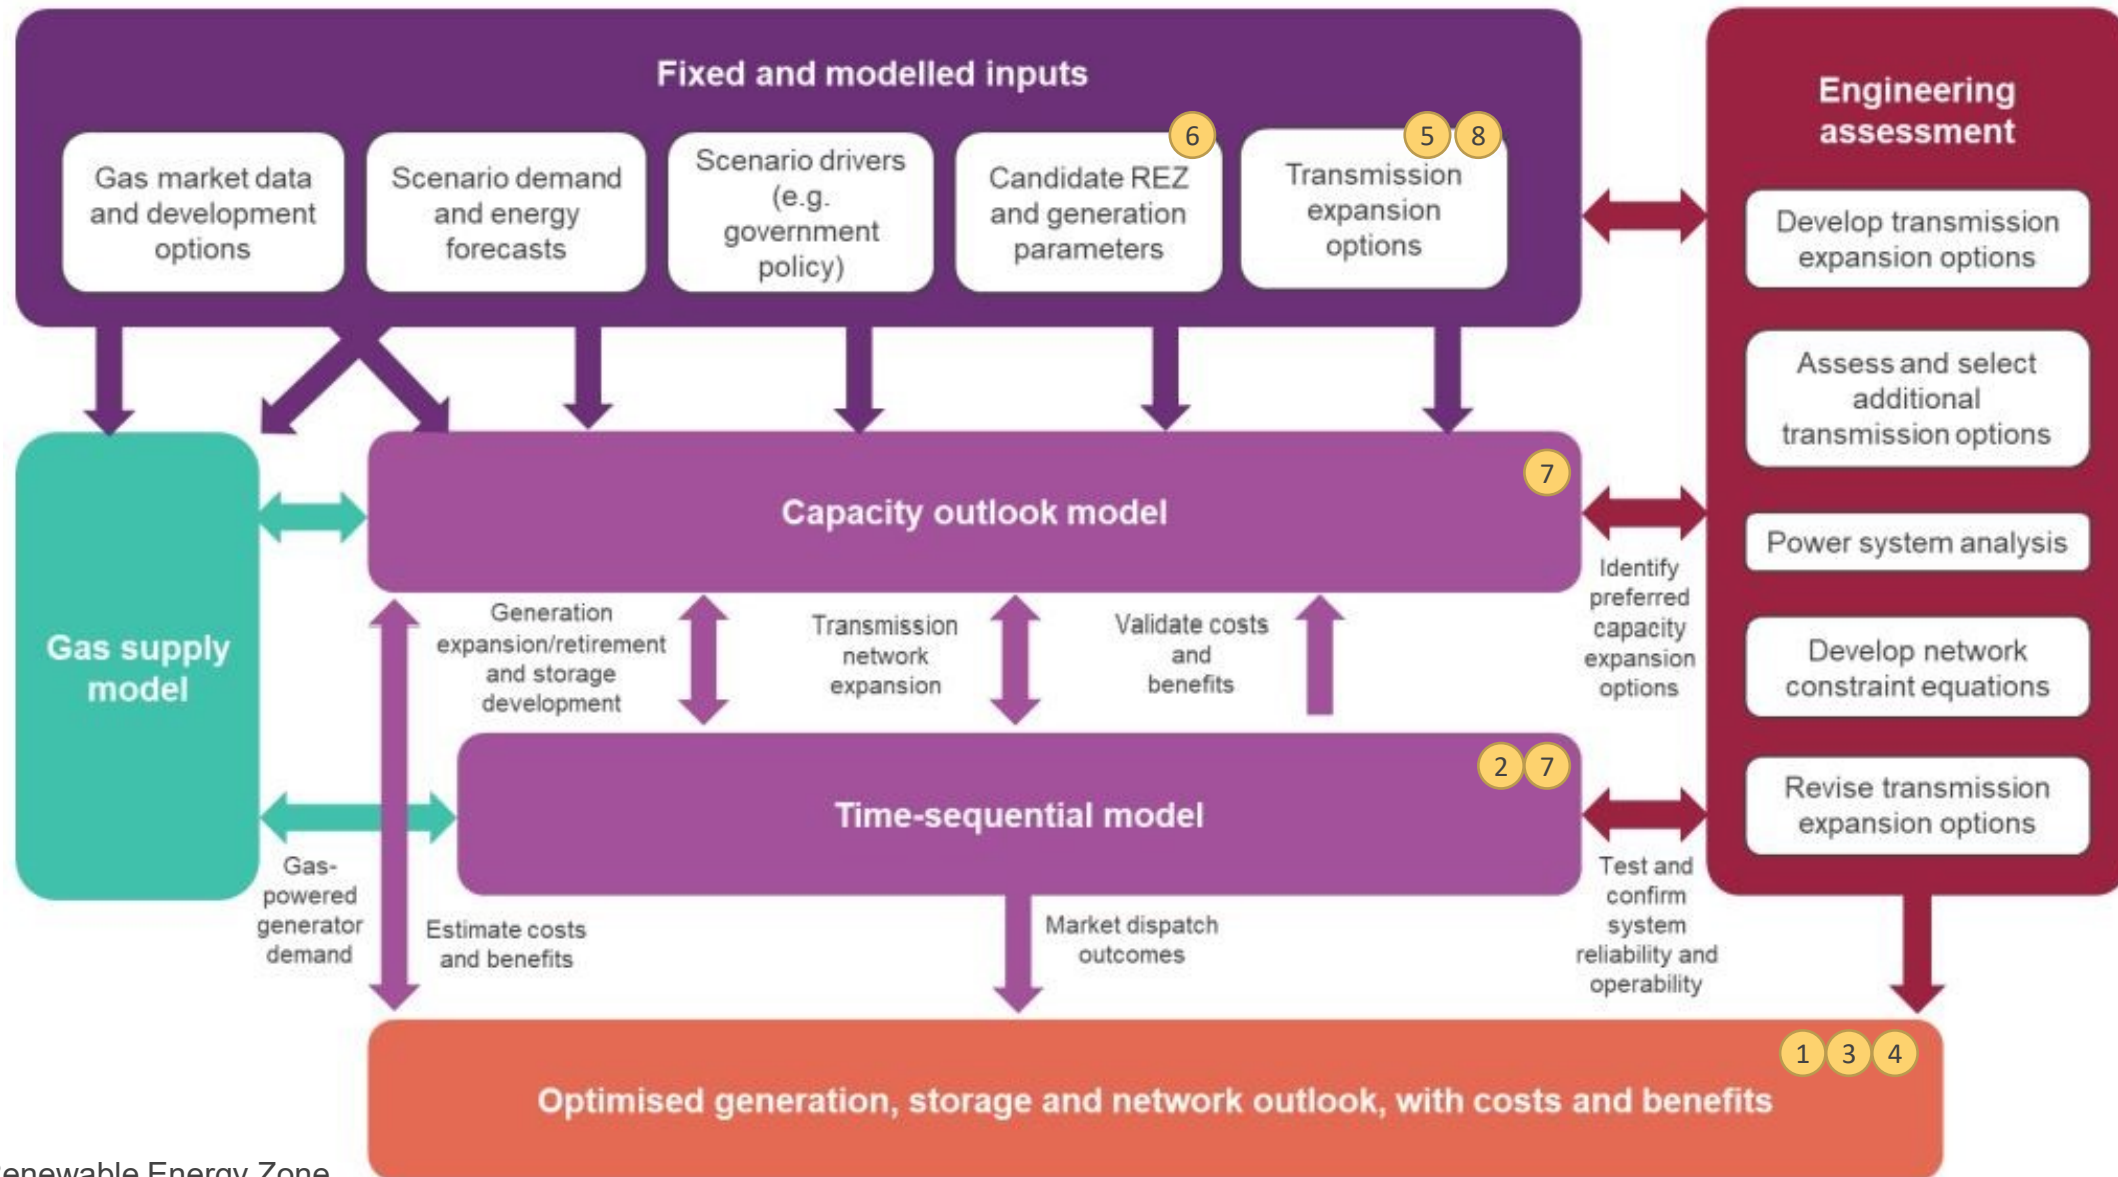 Fixed and modelled inputs
6
5
8
Gas market data
and development
options
Scenario demand
and energy
forecasts
Scenario drivers
(e.g.
government
policy)
Candidate REZ
and generation
parameters
Transmission
expansion
options
Engineering
assessment
Develop transmission
expansion options
Assess and select
additional
transmission options
Power system analysis
Develop network
constraint equations
Revise transmission
expansion options
Gas supply
model
7
Capacity outlook model
Identify
preferred
capacity
expansion
options
Generation
expansion/retirement
and storage
development
Transmission
network
expansion
Validate costs
and
benefits
2
7
Time-sequential model
Gas-
powered
generator
demand
Estimate costs
and benefits
Market dispatch
outcomes
Test and
confirm
system
reliability and
operability
1
3
4
Optimised generation, storage and network outlook, with costs and benefits
Energy Zone